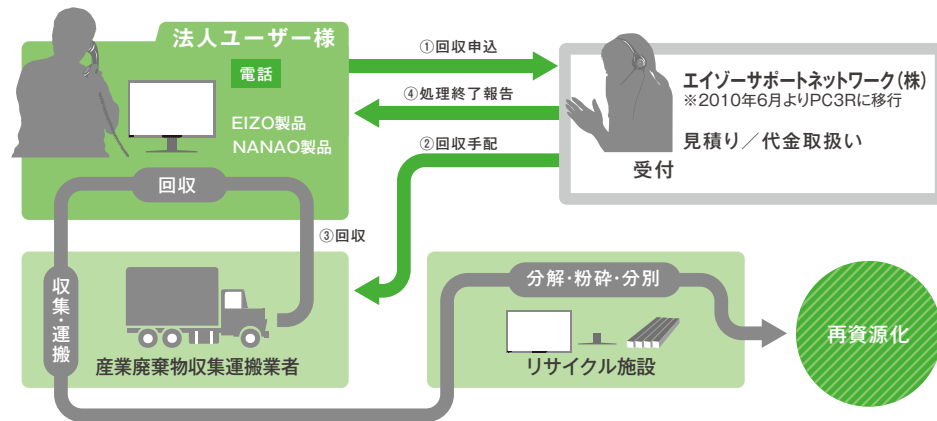 法人ユーザー様
電話
EIZO製品
NANAO製品
①回収申込
④処理終了報告
②回収手配
エイゾーサポートネットワーク(株)
※2010年6月よりPC3Rに移行
見積り／代金取扱い
受付
回収
③回収
収集・運搬
産業廃棄物収集運搬業者
分解・粉砕・分別
リサイクル施設
再資源化